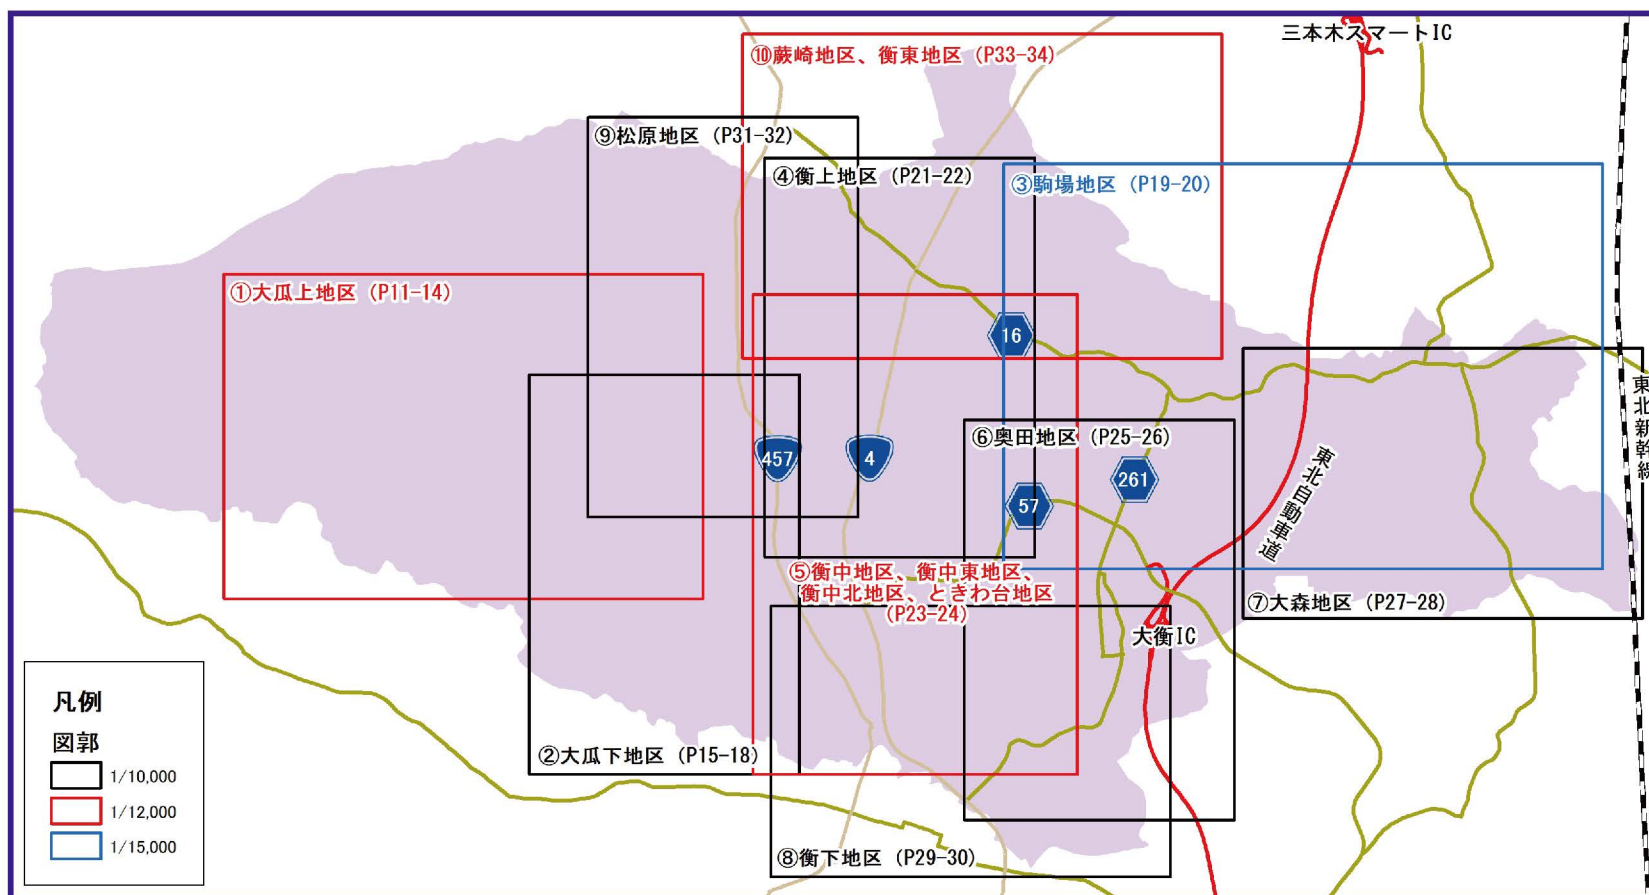 三本木スマートIC
⑩蕨崎地区、衡東地区 (P33-34)
⑨松原地区 (P31-32)
④衡上地区 (P21-22)
③駒場地区 (P19-20)
①大瓜上地区 (P11-14)
16
⑥奥田地区 (P25-26)
457
4
261
57
東北新幹線
東北自動車道
⑤衡中地区、衡中東地区、
衡中北地区、ときわ台地区
(P23-24)
⑦大森地区 (P27-28)
大衡IC
②大瓜下地区 (P15-18)
⑧衡下地区 (P29-30)
凡例
図郭
1/10,000
1/12,000
1/15,000